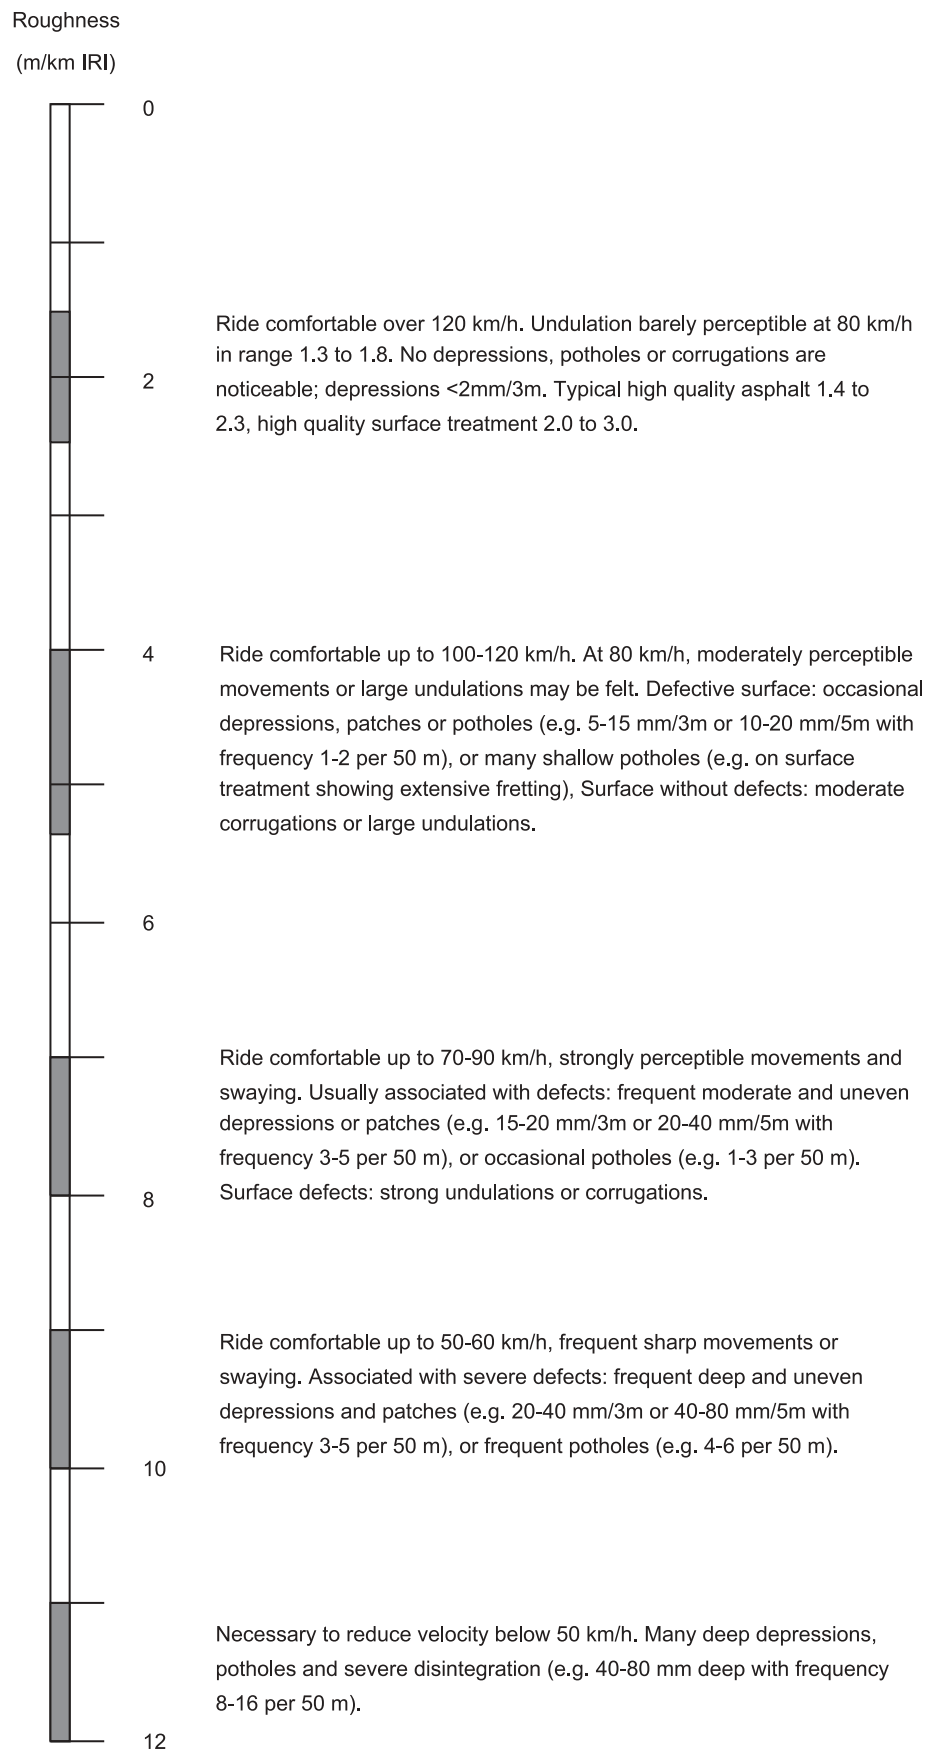 Roughness
(m/km IRI)
0
Ride comfortable over 120 km/h. Undulation barely perceptible at 80 km/h
in range 1.3 to 1.8. No depressions, potholes or corrugations are
2
noticeable; depressions <2mm/3m. Typical high quality asphalt 1.4 to
2.3, high quality surface treatment 2.0 to 3.0.
4
Ride comfortable up to 100-120 km/h. At 80 km/h, moderately perceptible
movements or large undulations may be felt. Defective surface: occasional
depressions, patches or potholes (e.g. 5-15 mm/3m or 10-20 mm/5m with
frequency 1-2 per 50 m), or many shallow potholes (e.g. on surface
treatment showing extensive fretting), Surface without defects: moderate
corrugations or large undulations.
6
Ride comfortable up to 70-90 km/h, strongly perceptible movements and
swaying. Usually associated with defects: frequent moderate and uneven
depressions or patches (e.g. 15-20 mm/3m or 20-40 mm/5m with
frequency 3-5 per 50 m), or occasional potholes (e.g. 1-3 per 50 m).
8
Surface defects: strong undulations or corrugations.
Ride comfortable up to 50-60 km/h, frequent sharp movements or
swaying. Associated with severe defects: frequent deep and uneven
depressions and patches (e.g. 20-40 mm/3m or 40-80 mm/5m with
frequency 3-5 per 50 m), or frequent potholes (e.g. 4-6 per 50 m).
10
Necessary to reduce velocity below 50 km/h. Many deep depressions,
potholes and severe disintegration (e.g. 40-80 mm deep with frequency
8-16 per 50 m).
12